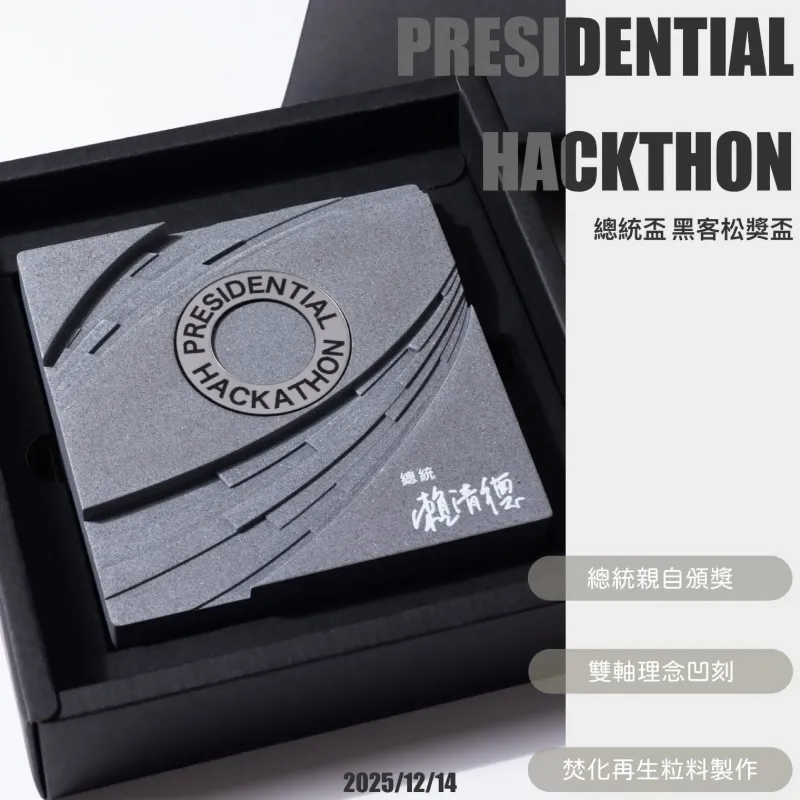 PRESIDENTIAL
HACKTHON
總統盃 黑客松獎盃
PRESIDENTIAL
HACKATHON
總統
賴清德
總統親自頒獎
雙軸理念凹刻
焚化再生粒料製作
2025/12/14